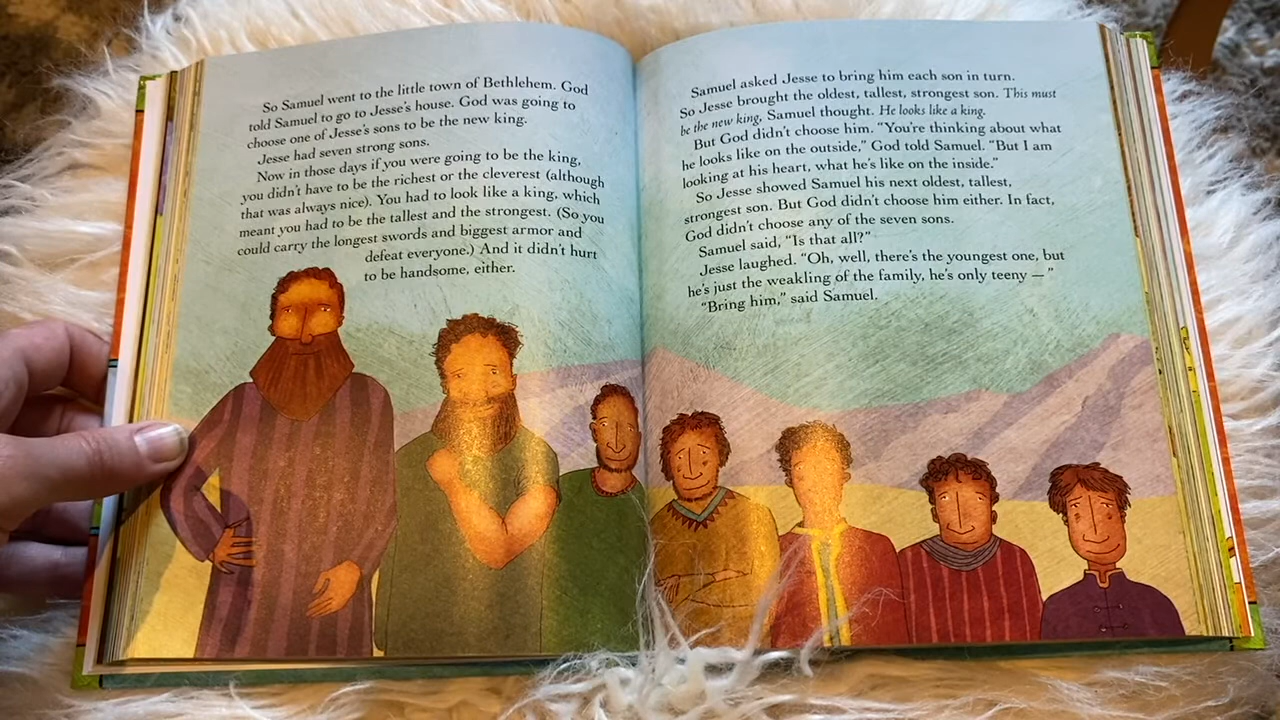 So Samuel went to the little town of Bethlehem. God
told Samuel to go to Jesse's house. God was going to
choose one of Jesse's sons to be the new king.
Jesse had seven strong sons.
Now in those days if you were going to be the king,
you didn't have to be the richest or the cleverest (although
that was always nice). You had to look like a king, which
meant you had to be the tallest and the strongest. (So you
could carry the longest swords and biggest armor and
defeat everyone.) And it didn't hurt
to be handsome, either.
Samuel asked Jesse to bring him each son in turn.
So Jesse brought the oldest, tallest, strongest son. This must
be the new king, Samuel thought. He looks like a king.
But God didn't choose him. “You're thinking about what
he looks like on the outside,” God told Samuel. “But I am
looking at his heart, what he's like on the inside.”
So Jesse showed Samuel his next oldest, tallest,
strongest son. But God didn't choose him either. In fact,
God didn't choose any of the seven sons.
Samuel said, “Is that all?”
Jesse laughed. “Oh, well, there's the youngest one, but
he's just the weakling of the family, he's only teeny —”
“Bring him,” said Samuel.